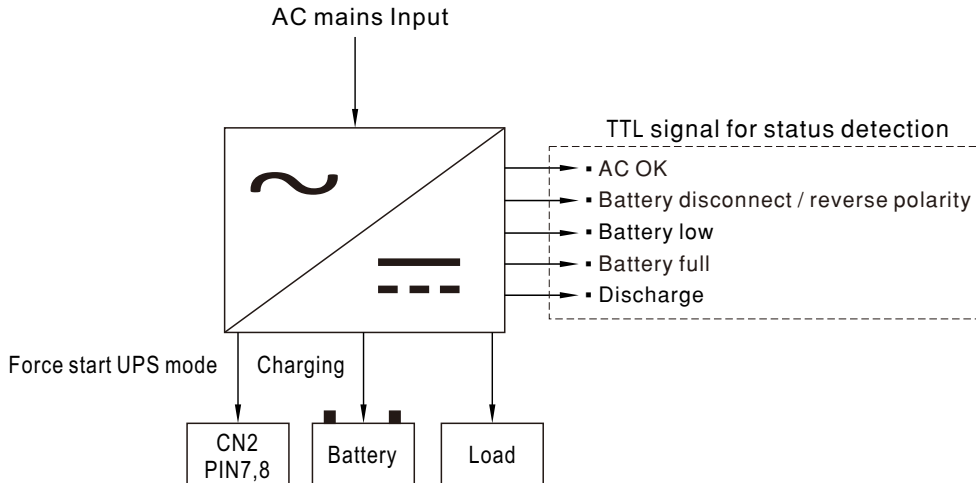 AC mains Input
TTL signal for status detection
▪ AC OK
▪ Battery disconnect / reverse polarity
▪ Battery low
▪ Battery full
▪ Discharge
Force start UPS mode
Charging
CN2
PIN7,8
Battery
Load